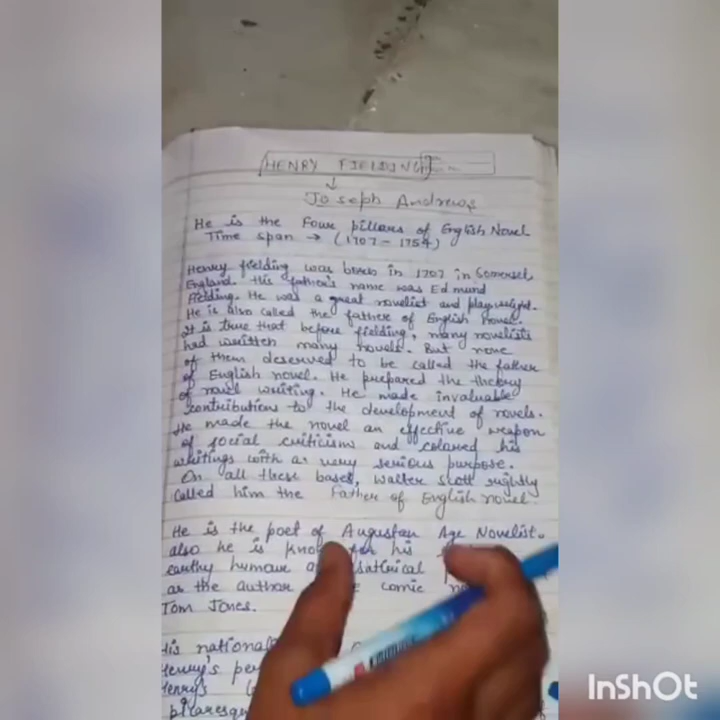 HENRY FIELDING
Joseph Andrews
He is the Four pillars of English Novel
Time span → (1707 - 1754)
Henry fielding was born in 1707 in Somerset,
England. His father's name was Edmund
Fielding. He was a great novelist and playwright.
He is also called the father of English novel.
It is true that before fielding, many novelists
had written many novels. But none
of them deserved to be called the father
of English novel. He prepared the theory
of novel writing. He made invaluable
contributions to the development of novels.
He made the novel an effective weapon
of social criticism and colored his
writings with a very serious purpose.
On all these bases, Walter Scott rightly
called him the Father of English novel
He is the poet of Augustan Age Novelist.
also he is for his
earthy humour satirical
as the author comic
Tom Jones.
His
Henry's
Henry's
InShOt